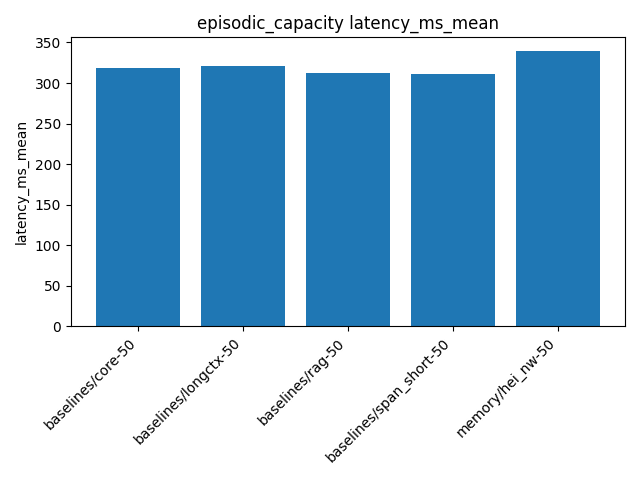 episodic_capacity latency_ms_mean
latency_ms_mean
350
300
250
200
150
100
50
0
baselines/core-50
baselines/longctx-50
baselines/rag-50
baselines/span_short-50
memory/hei_nw-50